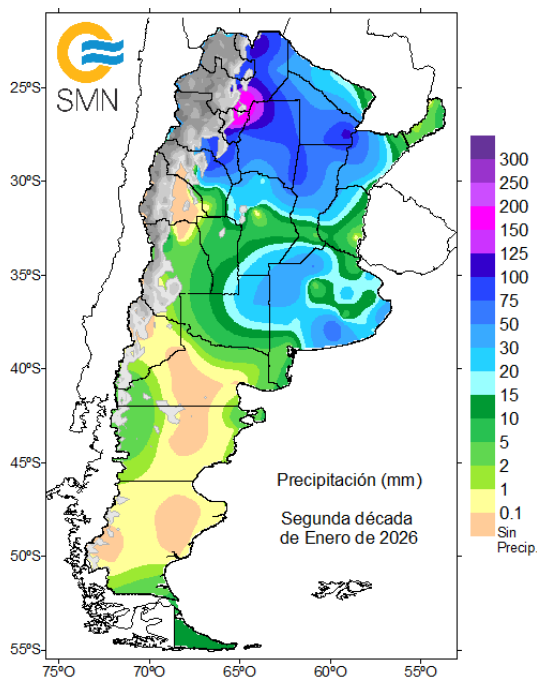 SMN
25ºS
30ºS
35ºS
40ºS
45ºS
50ºS
55ºS
75ºO
70ºO
65ºO
60ºO
55ºO
Precipitación (mm)
Segunda década
de Enero de 2026
300
250
200
150
125
100
75
50
30
20
15
10
5
2
1
0.1
Sin
Precip.